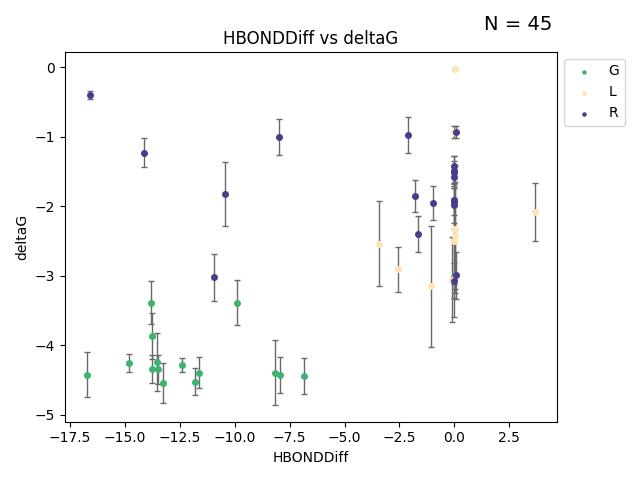 N = 45
HBONDDiff vs deltaG
G
L
R
0
−1
−2
−3
−4
−5
deltaG
−17.5 −15.0 −12.5 −10.0 −7.5 −5.0 −2.5 0.0 2.5
HBONDDiff